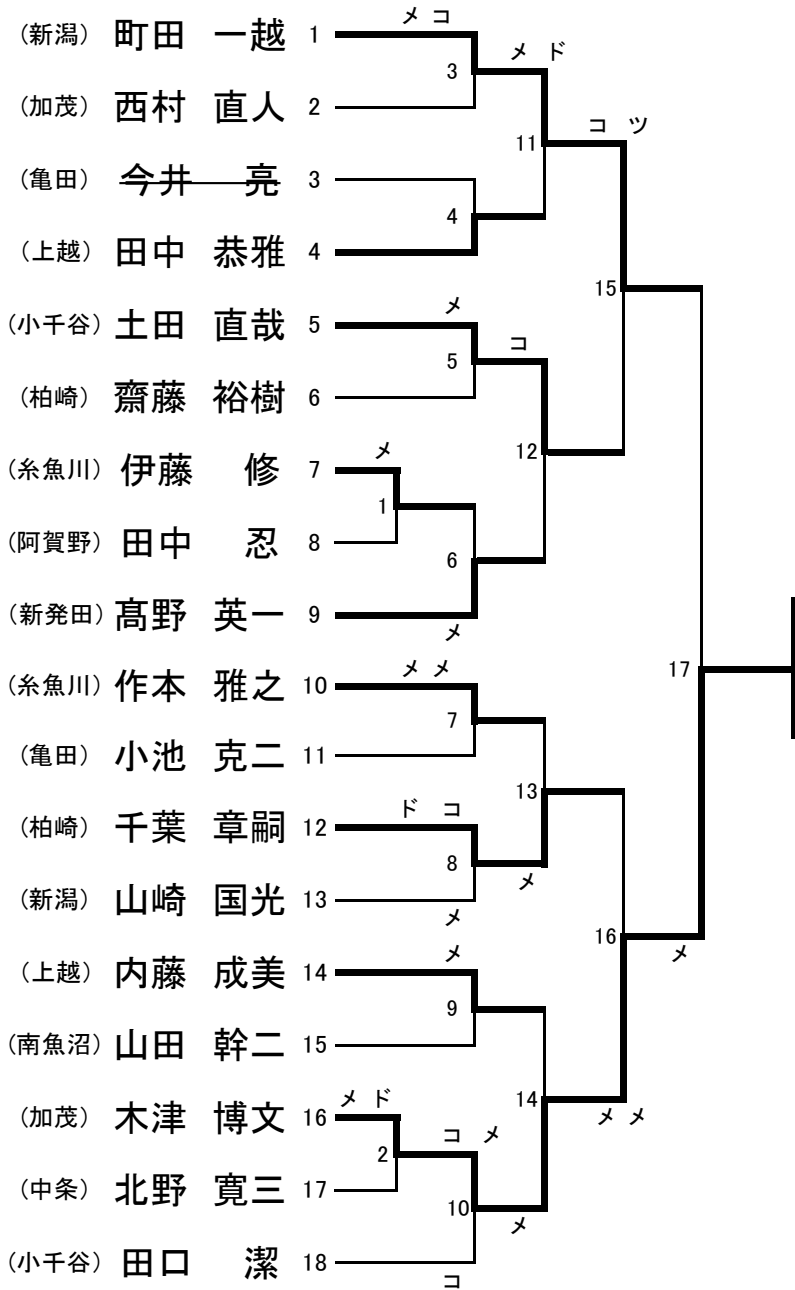 メ コ
(新潟) 町田 一越 1
メ ド
3
(加茂) 西村 直人 2
コ ツ
11
(亀田) 今井 亮 3
4
(上越) 田中 恭雅 4
15
メ
(小千谷) 土田 直哉 5
コ
5
(柏崎) 齋藤 裕樹 6
メ
12
(糸魚川) 伊藤 修 7
1
(阿賀野) 田中 忍 8
6
(新発田) 髙野 英一 9
メ
メ メ
17
(糸魚川) 作本 雅之 10
7
(亀田) 小池 克二 11
13
ド コ
(柏崎) 千葉 章嗣 12
8
メ
(新潟) 山崎 国光 13
メ
16
メ
メ
(上越) 内藤 成美 14
9
(南魚沼) 山田 幹二 15
メ ド
14
(加茂) 木津 博文 16
メ メ
コ メ
2
(中条) 北野 寛三 17
10
メ
(小千谷) 田口 潔 18
コ